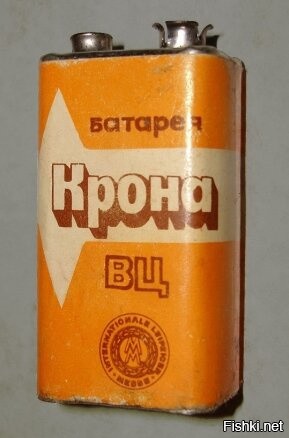 батарея
Крона
ВЦ
INTERNATIONALE LEIPZIGER
MESSE
MM
Fishki.net